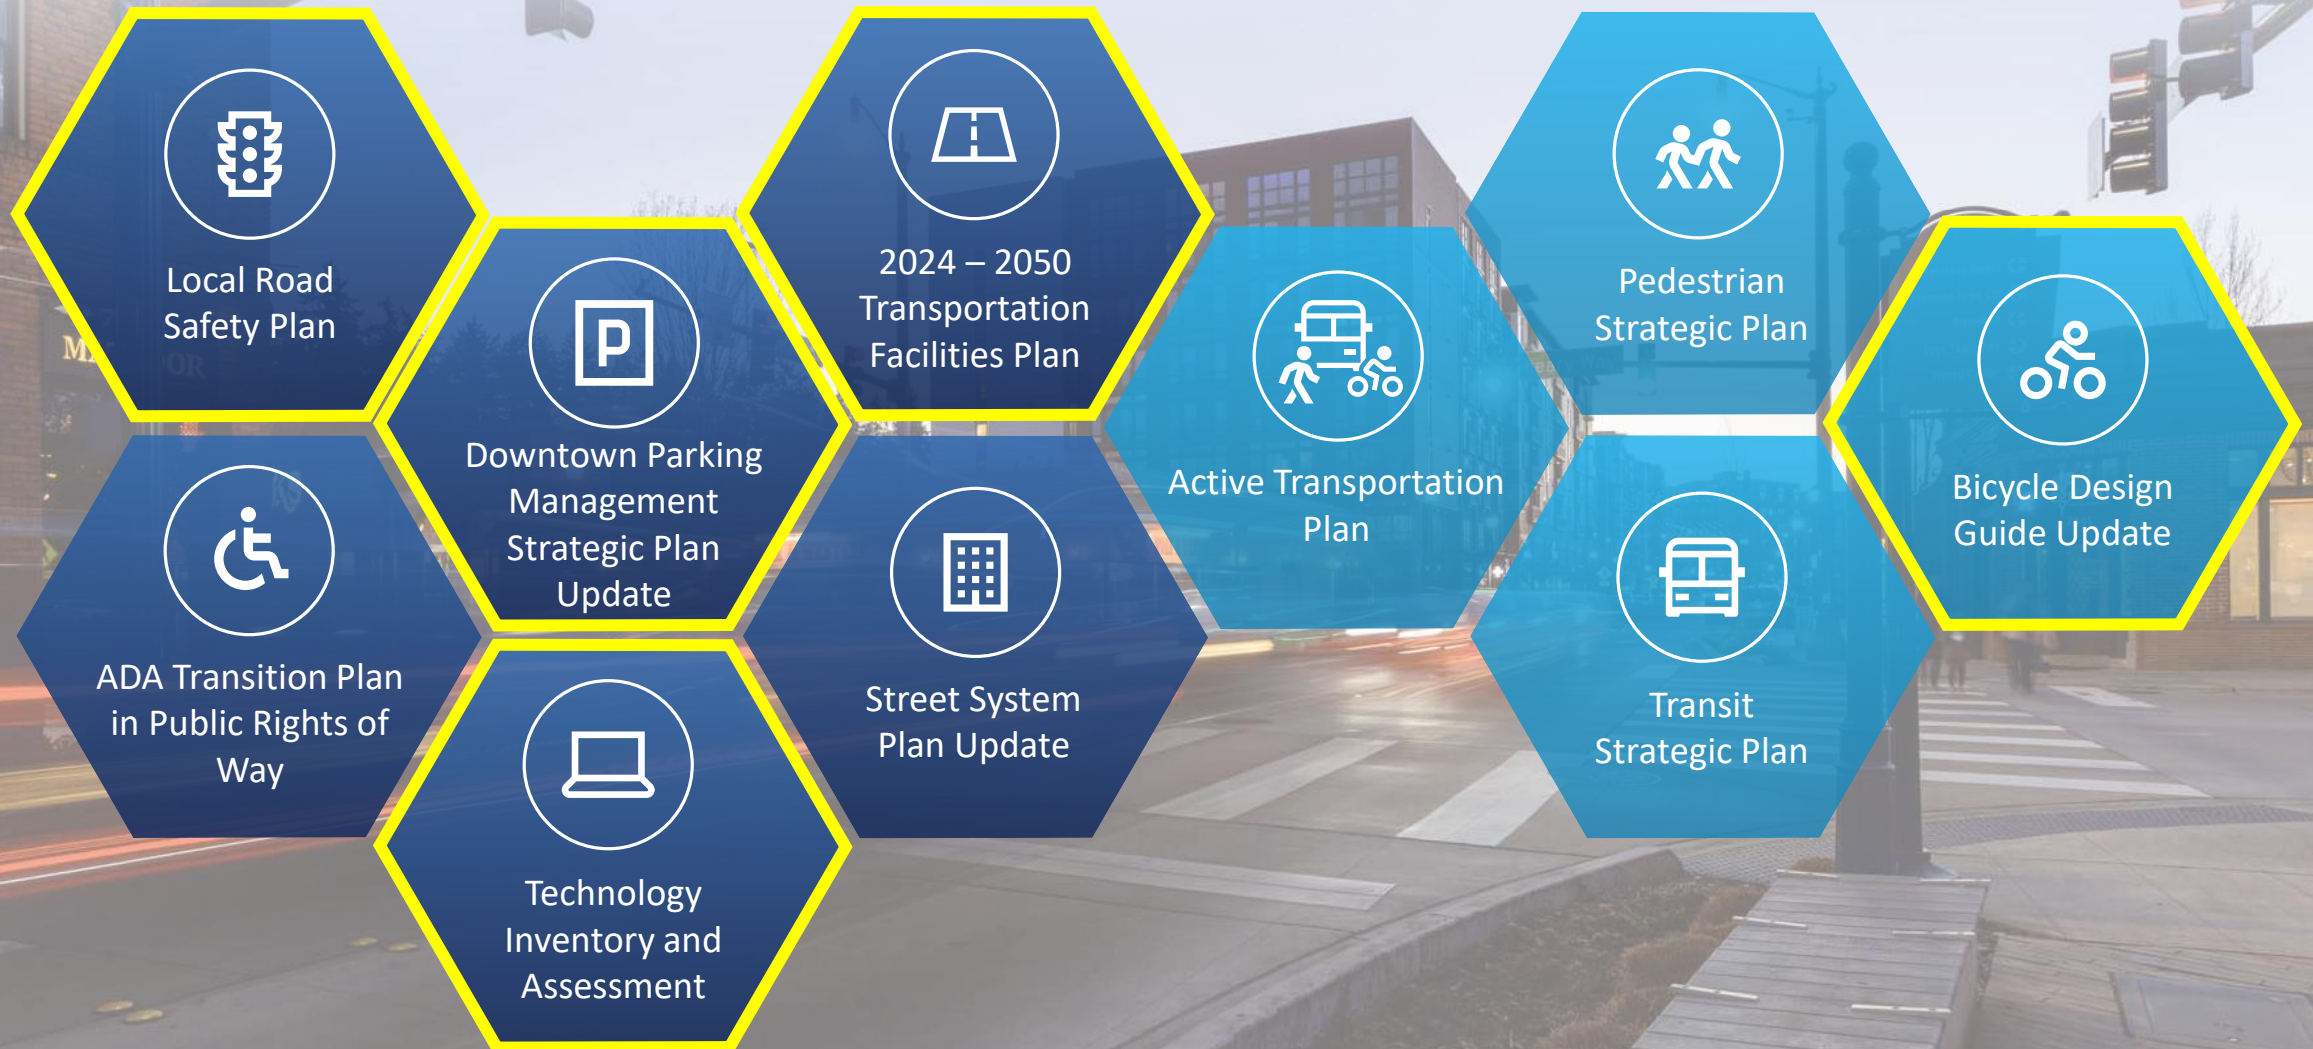 Local Road
Safety Plan
2024 – 2050
Transportation
Facilities Plan
Pedestrian
Strategic Plan
Downtown Parking
Management
Strategic Plan
Update
Active Transportation
Plan
Bicycle Design
Guide Update
ADA Transition Plan
in Public Rights of
Way
Street System
Plan Update
Transit
Strategic Plan
Technology
Inventory and
Assessment
P